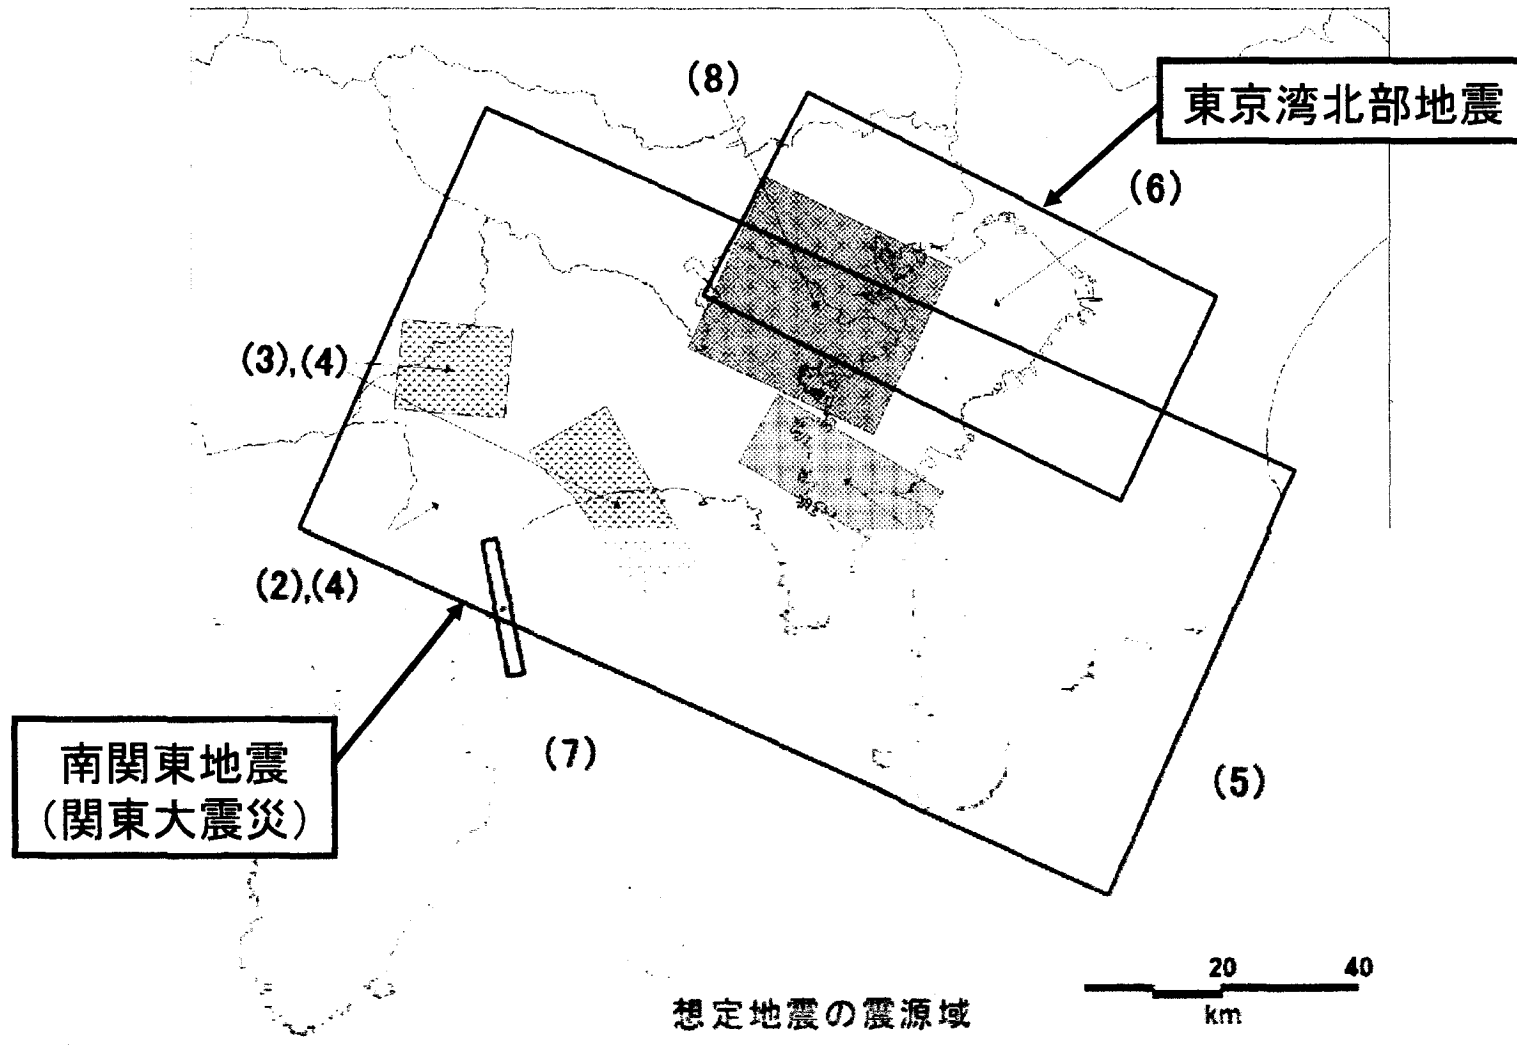 (8)
東京湾北部地震
(6)
(3),(4)
(2),(4)
南関東地震
(関東大震災)
(7)
(5)
20 40
km
想定地震の震源域